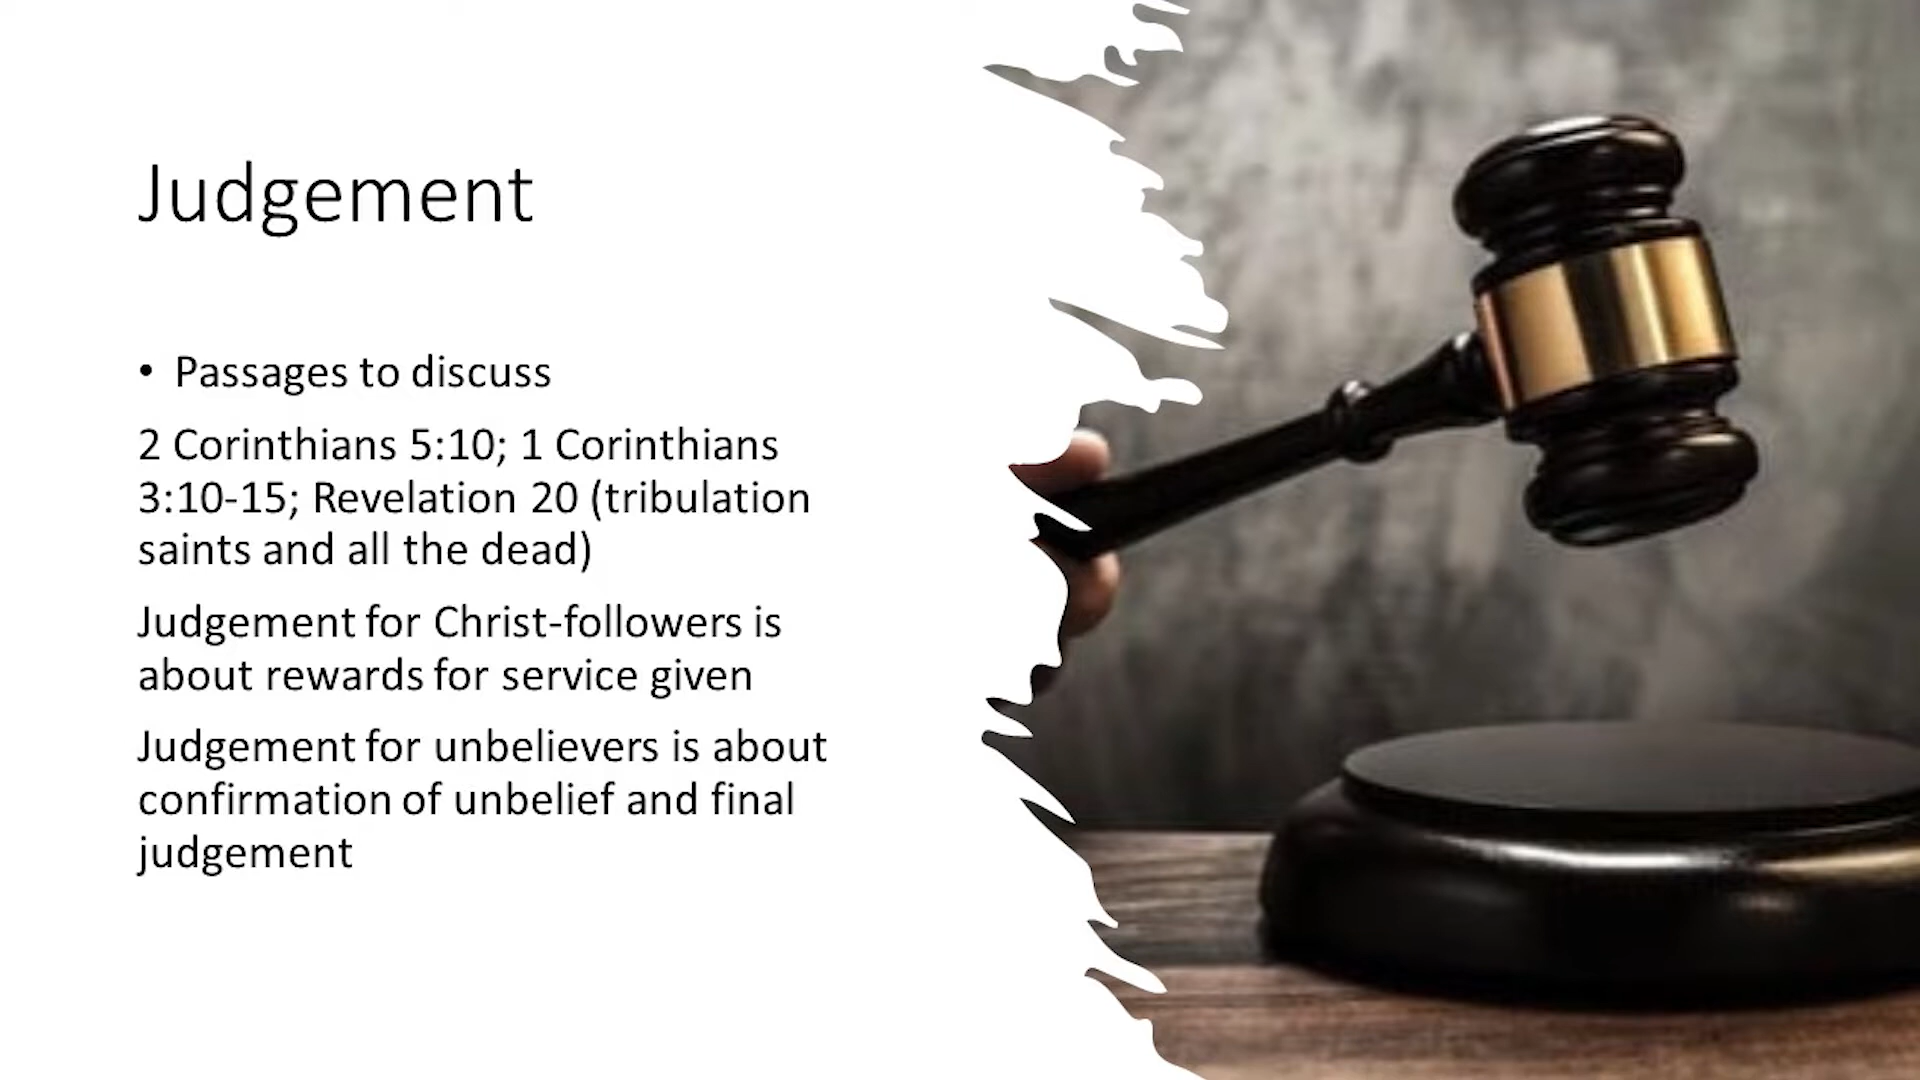 Judgement
• Passages to discuss
2 Corinthians 5:10; 1 Corinthians
3:10-15; Revelation 20 (tribulation
saints and all the dead)
Judgement for Christ-followers is
about rewards for service given
Judgement for unbelievers is about
confirmation of unbelief and final
judgement